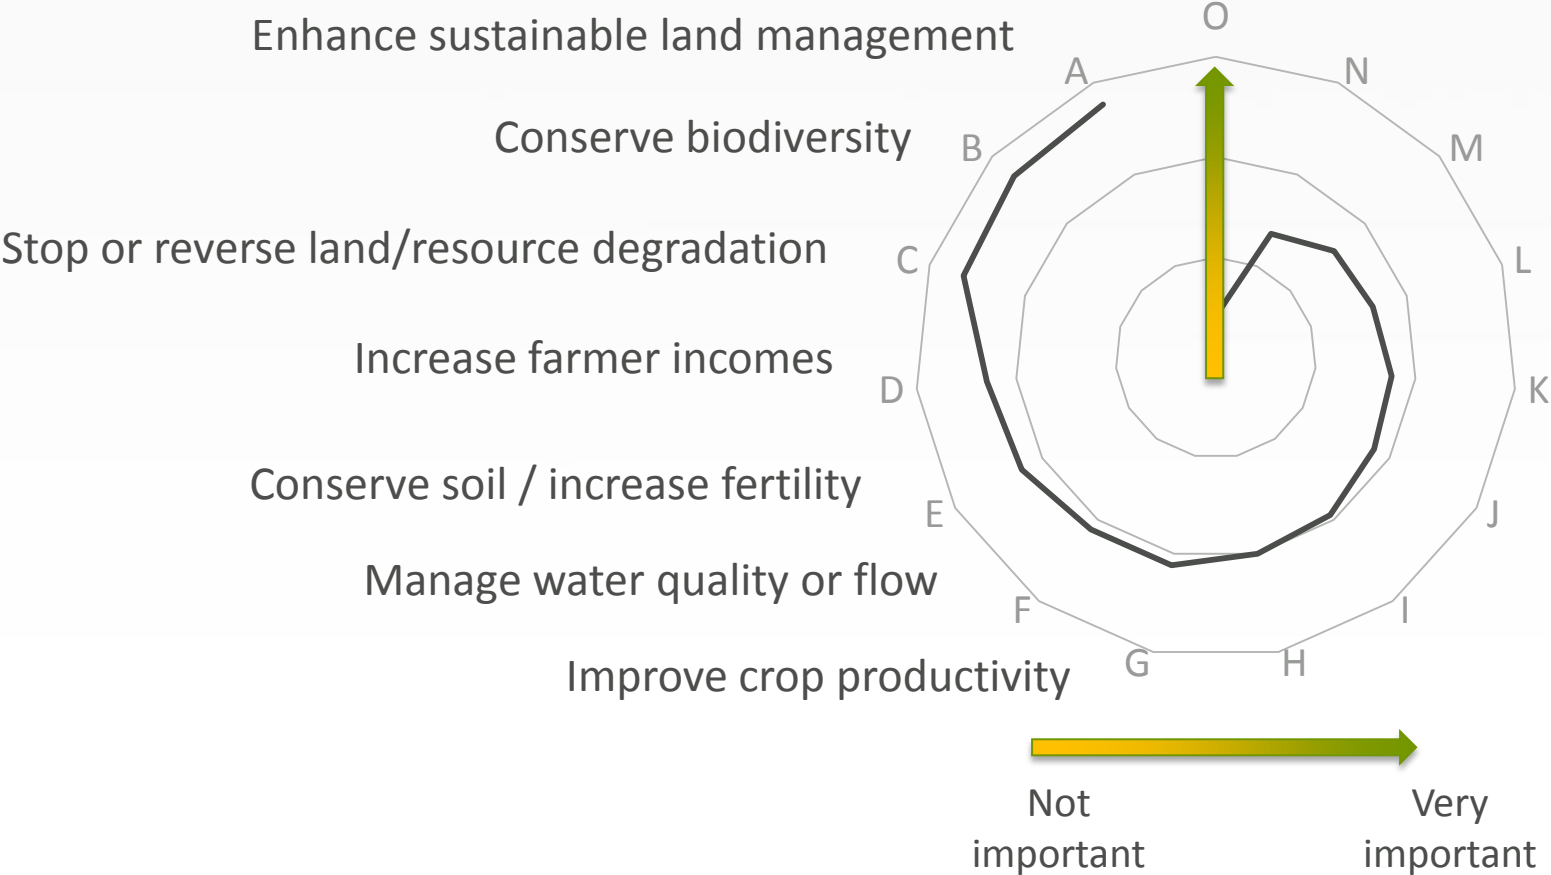 O
Enhance sustainable land management
A
N
Conserve biodiversity
B
M
Stop or reverse land/resource degradation
C
L
Increase farmer incomes
D
K
Conserve soil / increase fertility
E
J
Manage water quality or flow
F
I
Improve crop productivity
G
H
Not
important
Very
important